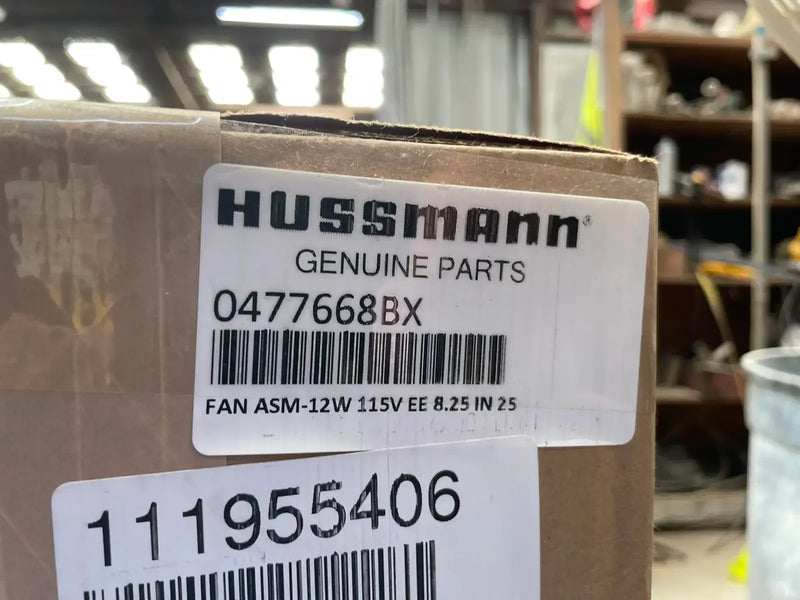 HUSSMANN®
GENUINE PARTS
0477668BX
FAN ASM-12W 115V EE 8.25 IN 25
111955406